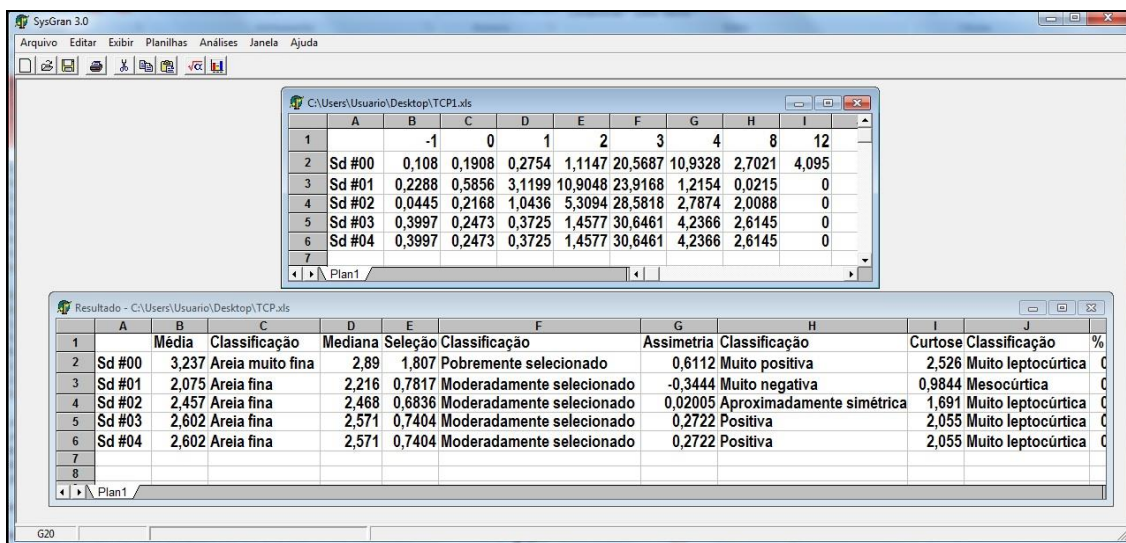 SysGran 3.0
Arquivo Editar Exibir Planilhas Análises Janela Ajuda
C:\Users\Usuario\Desktop\TCP1.xls
A B C D E F G H I
1 -1 0 1 2 3 4 8 12
2 Sd #00 0,108 0,1908 0,2754 1,1147 20,5687 10,9328 2,7021 4,095
3 Sd #01 0,2288 0,5856 3,1199 10,9048 23,9168 1,2154 0,0215 0
4 Sd #02 0,0445 0,2168 1,0436 5,3094 28,5818 2,7874 2,0088 0
5 Sd #03 0,3997 0,2473 0,3725 1,4577 30,6461 4,2366 2,6145 0
6 Sd #04 0,3997 0,2473 0,3725 1,4577 30,6461 4,2366 2,6145 0
7
Plan1
Resultado - C:\Users\Usuario\Desktop\TCP.xls
A B C D E F G H I J
1 Média Classificação Mediana Seleção Classificação Assimetria Classificação Curtose Classificação %
2 Sd #00 3,237 Areia muito fina 2,89 1,807 Pobremente selecionado 0,6112 Muito positiva 2,526 Muito leptocúrtica 0
3 Sd #01 2,075 Areia fina 2,216 0,7817 Moderadamente selecionado -0,3444 Muito negativa 0,9844 Mesocúrtica 0
4 Sd #02 2,457 Areia fina 2,468 0,6836 Moderadamente selecionado 0,02005 Aproximadamente simétrica 1,691 Muito leptocúrtica 0
5 Sd #03 2,602 Areia fina 2,571 0,7404 Moderadamente selecionado 0,2722 Positiva 2,055 Muito leptocúrtica 0
6 Sd #04 2,602 Areia fina 2,571 0,7404 Moderadamente selecionado 0,2722 Positiva 2,055 Muito leptocúrtica 0
7
8
Plan1
G20